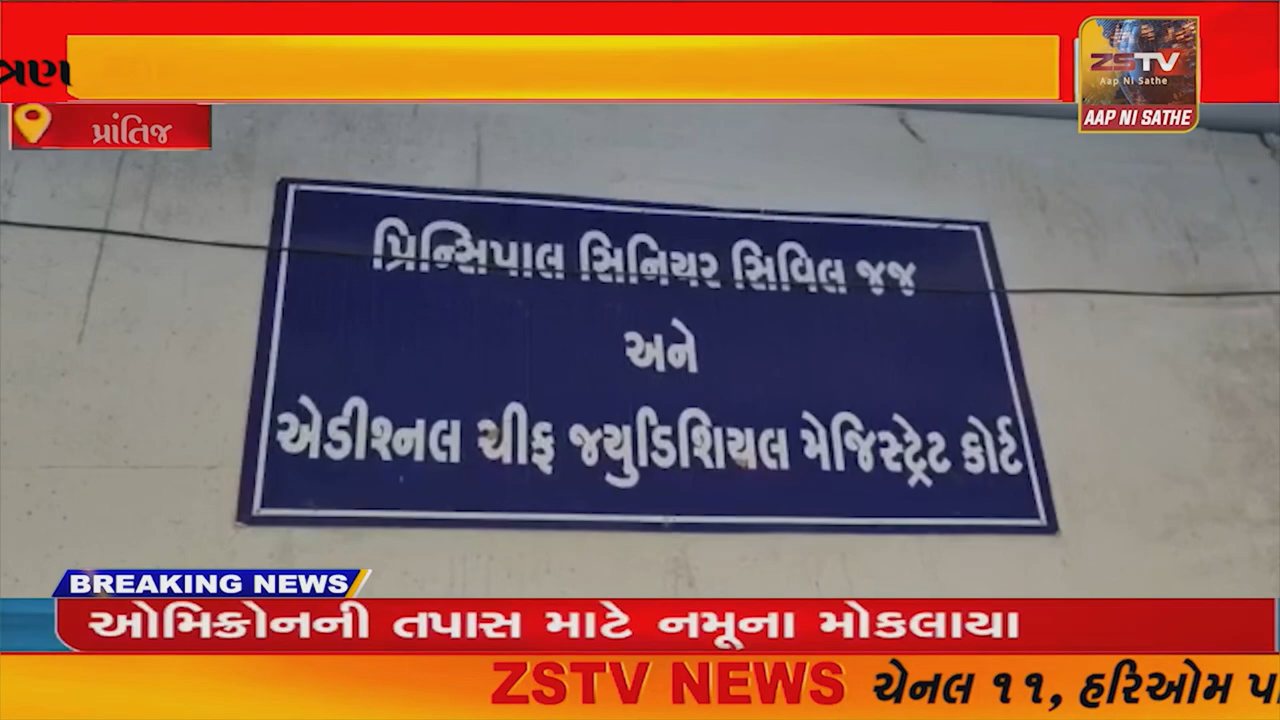 ત્રણ
ZSTV
Aap Ni Sathe
AAP NI SATHE
પ્રાંતિજ
પ્રિન્સિપાલ સિનિયર સિવિલ જજ
અને
એડીશ્નલ ચીફ જ્યુડિશિયલ મેજિસ્ટ્રેટ કોર્ટ
BREAKING NEWS
ઓમિક્રોનની તપાસ માટે નમૂના મોકલાયા
ZSTV NEWS ચેનલ ૧૧, હરિઓમ